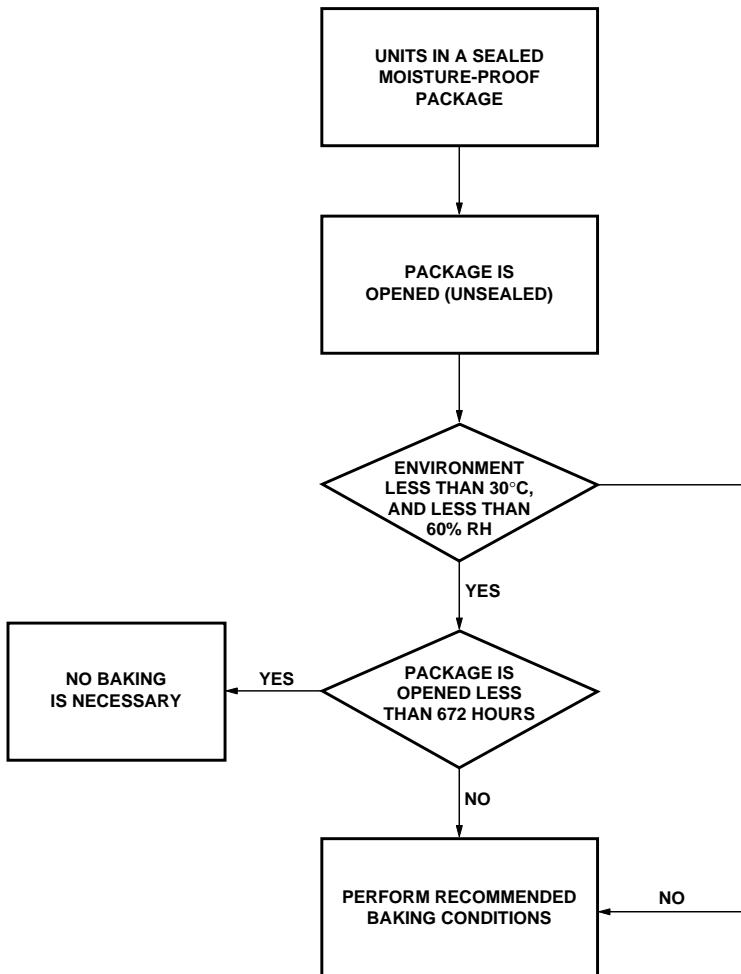 UNITS IN A SEALED
MOISTURE-PROOF
PACKAGE
PACKAGE IS
OPENED (UNSEALED)
ENVIRONMENT
LESS THAN 30°C,
AND LESS THAN
60% RH
YES
PACKAGE IS
OPENED LESS
THAN 672 HOURS
YES
NO BAKING
IS NECESSARY
NO
PERFORM RECOMMENDED
BAKING CONDITIONS
NO